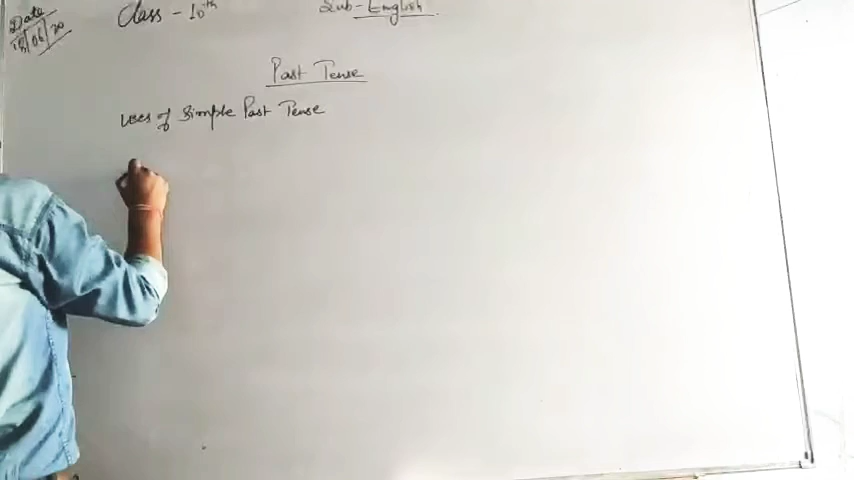 Date
18/06/20
Class - 10th
Sub - English
Past Tense
uses of Simple Past Tense